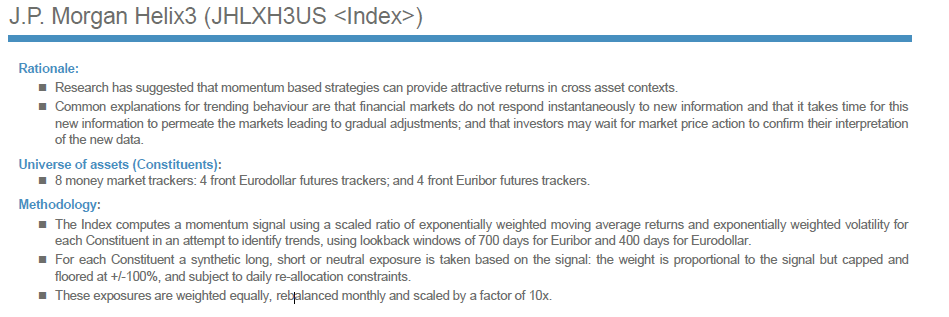 J.P. Morgan Helix3 (JHLXH3US <Index>)
Rationale:
■ Research has suggested that momentum based strategies can provide attractive returns in cross asset contexts.
■ Common explanations for trending behaviour are that financial markets do not respond instantaneously to new information and that it takes time for this
new information to permeate the markets leading to gradual adjustments; and that investors may wait for market price action to confirm their interpretation
of the new data.
Universe of assets (Constituents):
■ 8 money market trackers: 4 front Eurodollar futures trackers; and 4 front Euribor futures trackers.
Methodology:
■ The Index computes a momentum signal using a scaled ratio of exponentially weighted moving average returns and exponentially weighted volatility for
each Constituent in an attempt to identify trends, using lookback windows of 700 days for Euribor and 400 days for Eurodollar.
■ For each Constituent a synthetic long, short or neutral exposure is taken based on the signal: the weight is proportional to the signal but capped and
floored at +/-100%, and subject to daily re-allocation constraints.
■ These exposures are weighted equally, rebalanced monthly and scaled by a factor of 10x.